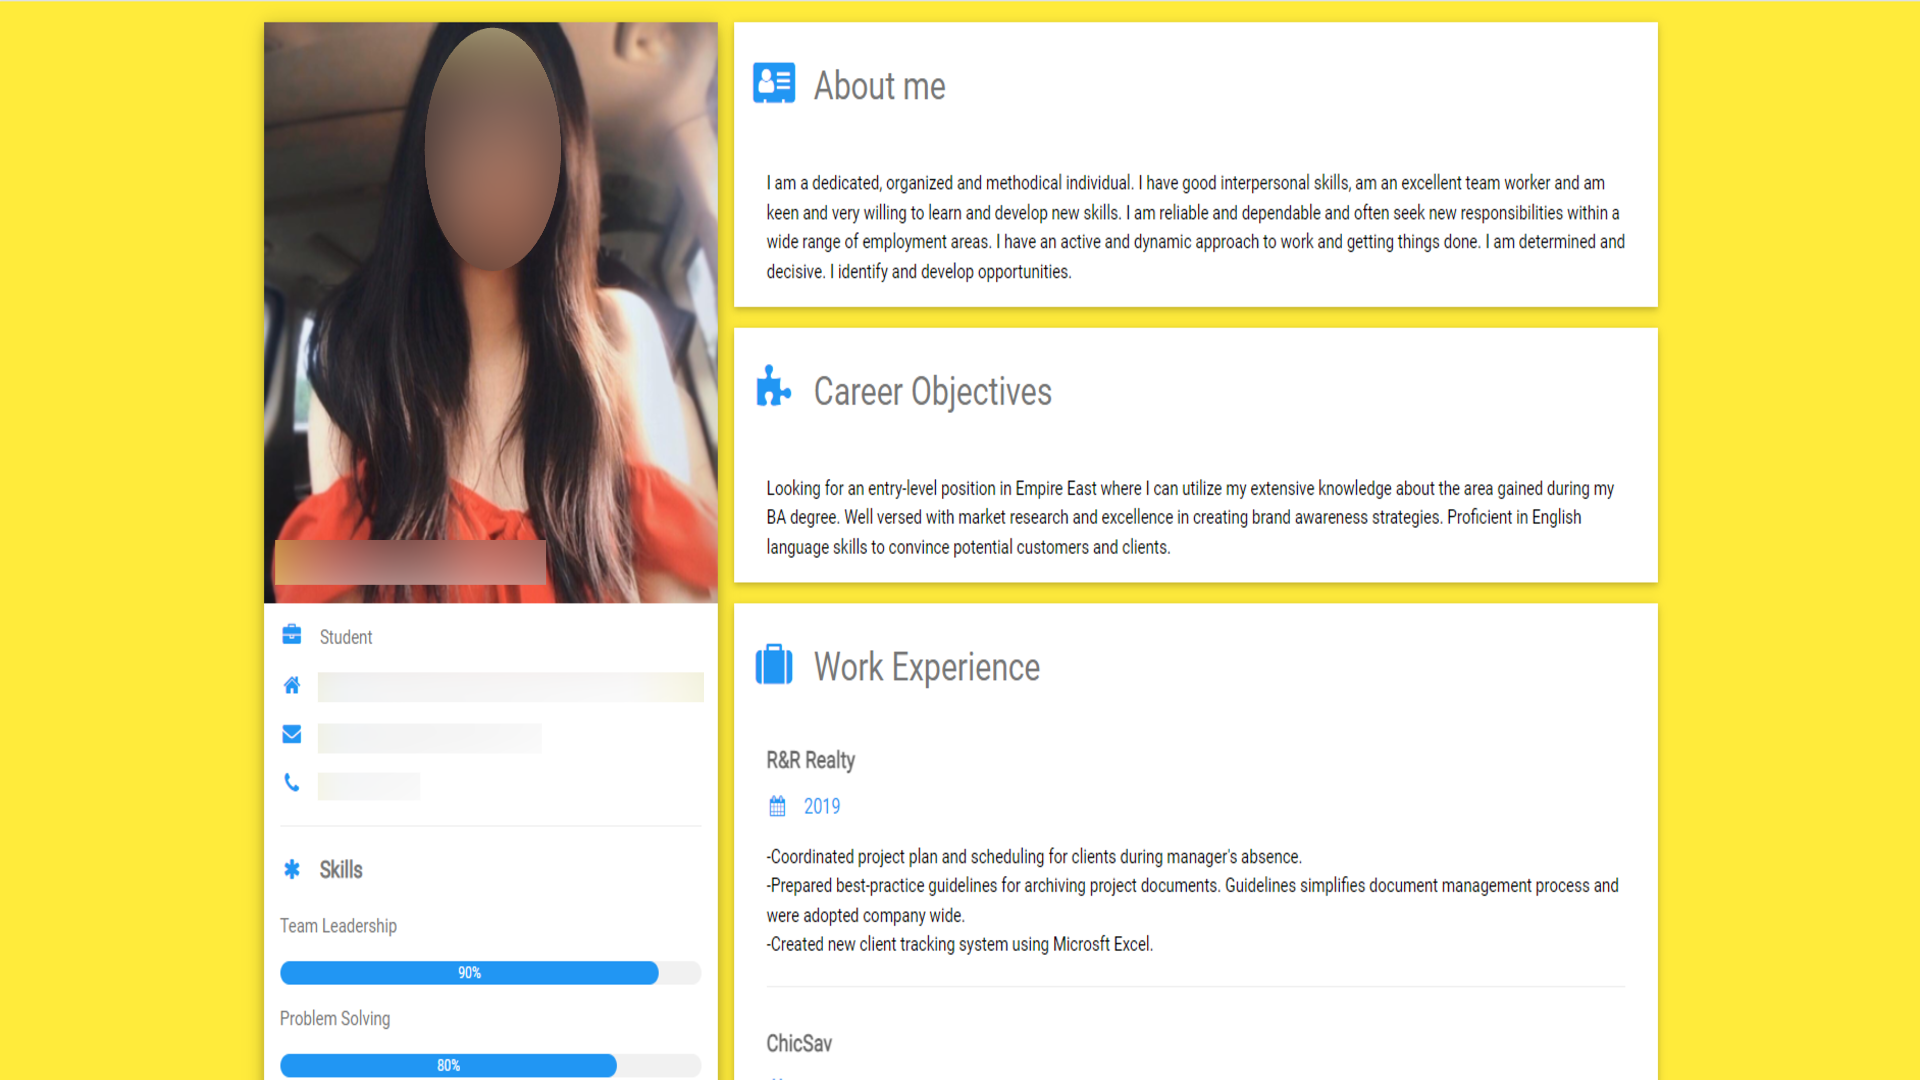 Student
Skills
Team Leadership
90%
Problem Solving
80%
About me
I am a dedicated, organized and methodical individual. I have good interpersonal skills, am an excellent team worker and am
keen and very willing to learn and develop new skills. I am reliable and dependable and often seek new responsibilities within a
wide range of employment areas. I have an active and dynamic approach to work and getting things done. I am determined and
decisive. I identify and develop opportunities.
Career Objectives
Looking for an entry-level position in Empire East where I can utilize my extensive knowledge about the area gained during my
BA degree. Well versed with market research and excellence in creating brand awareness strategies. Proficient in English
language skills to convince potential customers and clients.
Work Experience
R&R Realty
2019
-Coordinated project plan and scheduling for clients during manager's absence.
-Prepared best-practice guidelines for archiving project documents. Guidelines simplifies document management process and
were adopted company wide.
-Created new client tracking system using Microsft Excel.
ChicSav